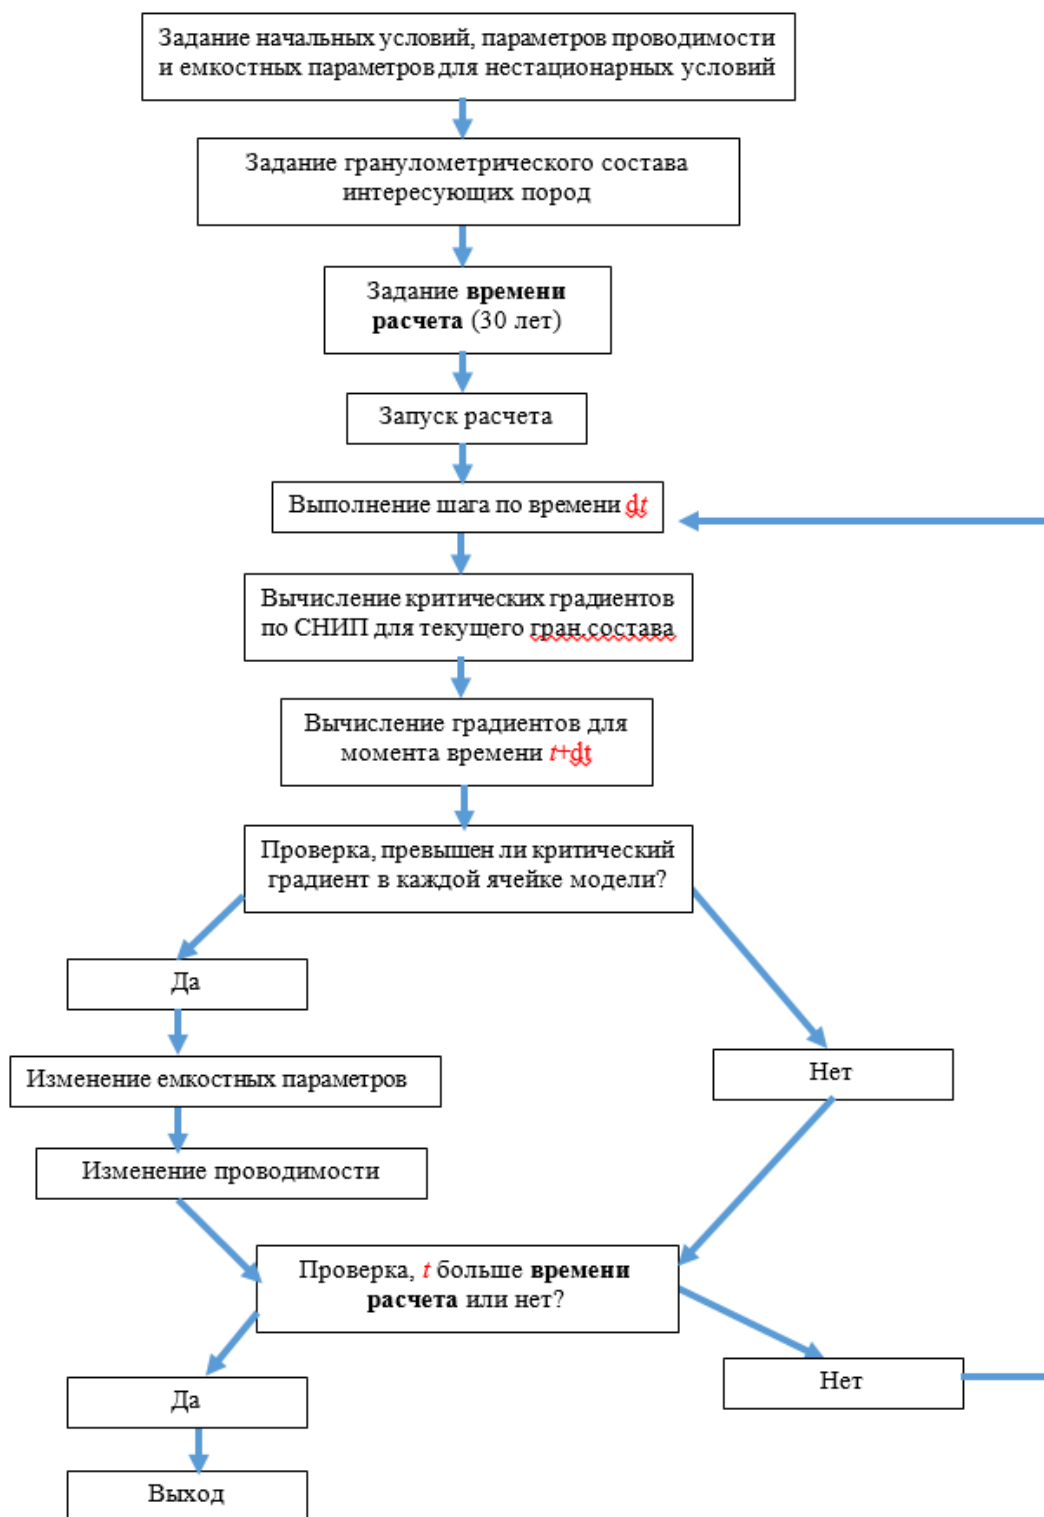 Задание начальных условий, параметров проводимости
и емкостных параметров для нестационарных условий
Задание гранулометрического состава
интересующих пород
Задание времени
расчета (30 лет)
Запуск расчета
Выполнение шага по времени dt
Вычисление критических градиентов
по СНИП для текущего гран.состава
Вычисление градиентов для
момента времени t+dt
Проверка, превышен ли критический
градиент в каждой ячейке модели?
Да
Нет
Изменение емкостных параметров
Изменение проводимости
Проверка, t больше времени
расчета или нет?
Да
Нет
Выход